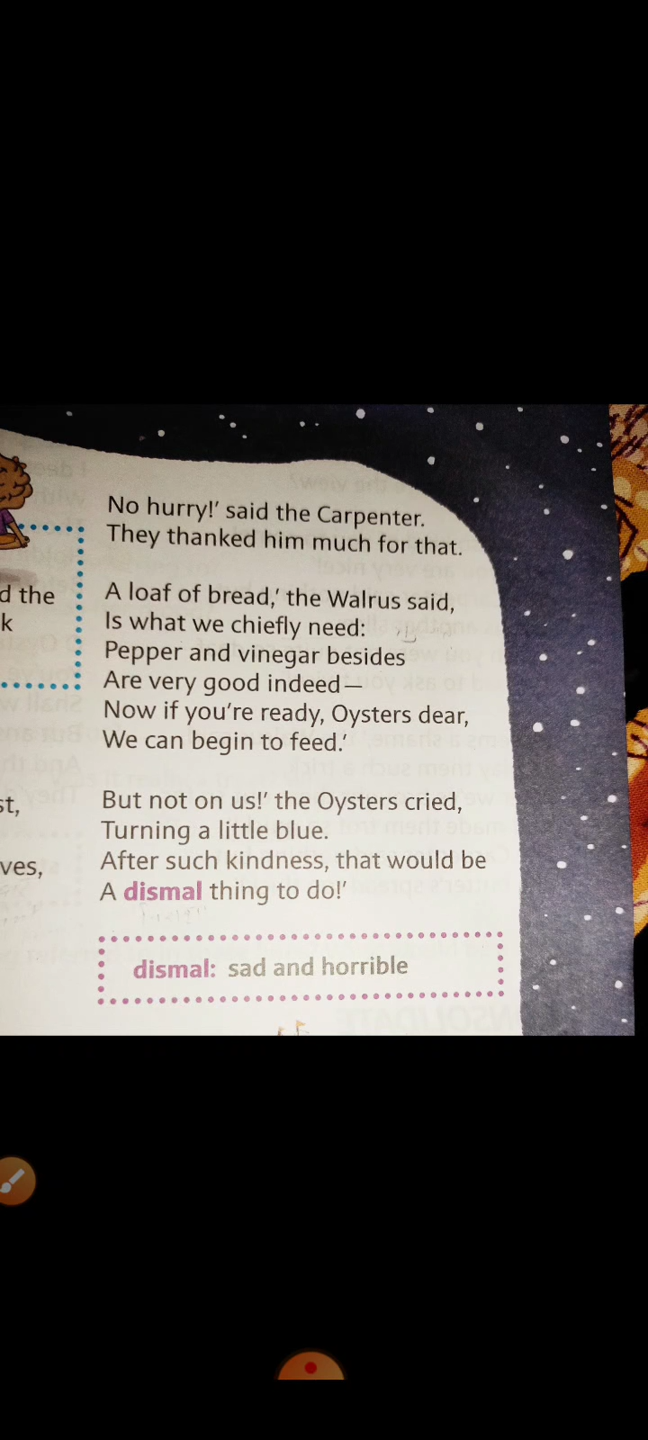 No hurry!’ said the Carpenter.
They thanked him much for that.
A loaf of bread,’ the Walrus said,
Is what we chiefly need:
Pepper and vinegar besides
Are very good indeed—
Now if you’re ready, Oysters dear,
We can begin to feed.’
But not on us!’ the Oysters cried,
Turning a little blue.
After such kindness, that would be
A dismal thing to do!’
dismal: sad and horrible
d the
k
st,
ves,